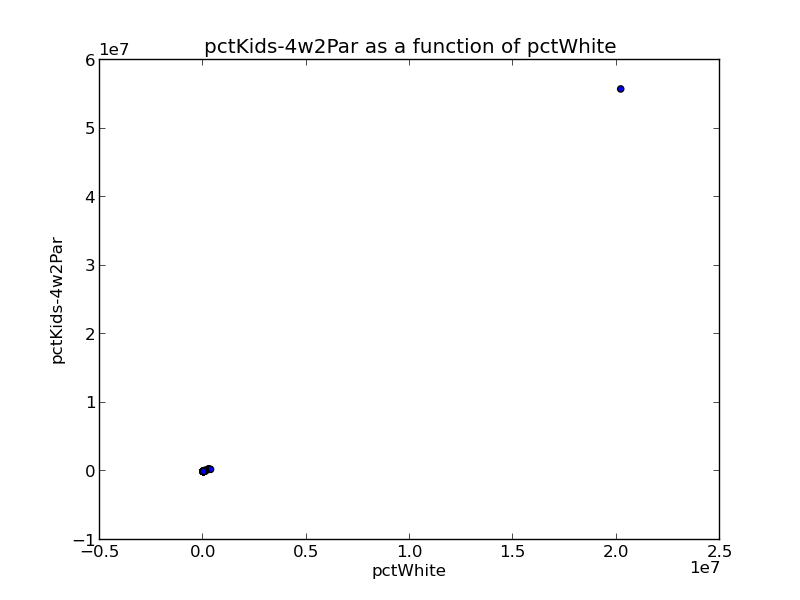 pctKids-4w2Par as a function of pctWhite
1e7
6
5
4
3
2
1
0
−1
pctKids-4w2Par
−0.5 0.0 0.5 1.0 1.5 2.0 2.5
1e7
pctWhite